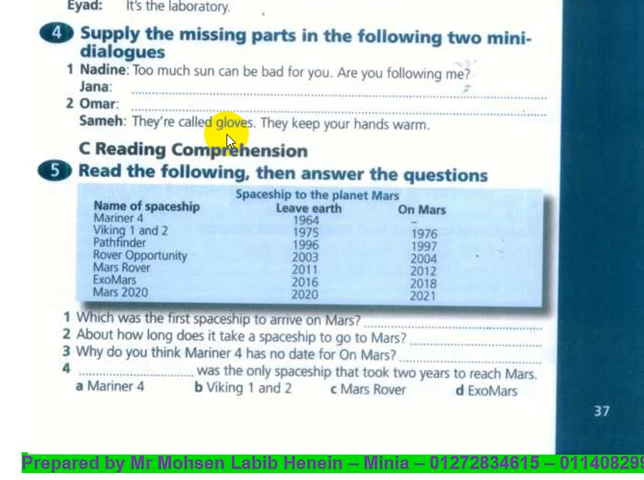 Eyad: It's the laboratory.
4 Supply the missing parts in the following two mini-
dialogues
1 Nadine: Too much sun can be bad for you. Are you following me?
Jana:
2 Omar:
Sameh: They're called gloves. They keep your hands warm.
C Reading Comprehension
5 Read the following, then answer the questions
Spaceship to the planet Mars
Name of spaceship Leave earth On Mars
Mariner 4 1964 –
Viking 1 and 2 1975 1976
Pathfinder 1996 1997
Rover Opportunity 2003 2004
Mars Rover 2011 2012
ExoMars 2016 2018
Mars 2020 2020 2021
1 Which was the first spaceship to arrive on Mars?
2 About how long does it take a spaceship to go to Mars?
3 Why do you think Mariner 4 has no date for On Mars?
4 was the only spaceship that took two years to reach Mars.
a Mariner 4 b Viking 1 and 2 c Mars Rover d ExoMars
37
Prepared by Mr Mohsen Labib Henein – Minia – 01272834615 – 011408299